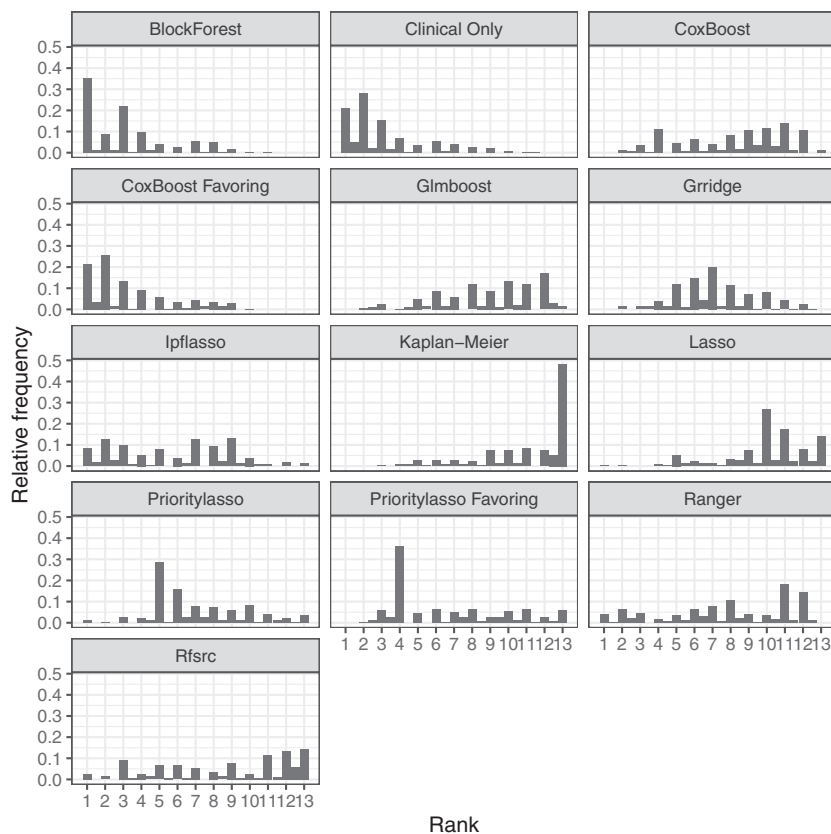 BlockForest
Clinical Only
CoxBoost
0.5
0.4
0.3
0.2
0.1
0.0
CoxBoost Favoring
Glmboost
Grridge
0.5
0.4
0.3
0.2
0.1
0.0
Ipflasso
Kaplan−Meier
Lasso
0.5
0.4
0.3
0.2
0.1
0.0
Relative frequency
Prioritylasso
Prioritylasso Favoring
Ranger
0.5
0.4
0.3
0.2
0.1
0.0
1 2 3 4 5 6 7 8 9 10 11 12 13
1 2 3 4 5 6 7 8 9 10 11 12 13
Rfsrc
0.5
0.4
0.3
0.2
0.1
0.0
1 2 3 4 5 6 7 8 9 10 11 12 13
Rank